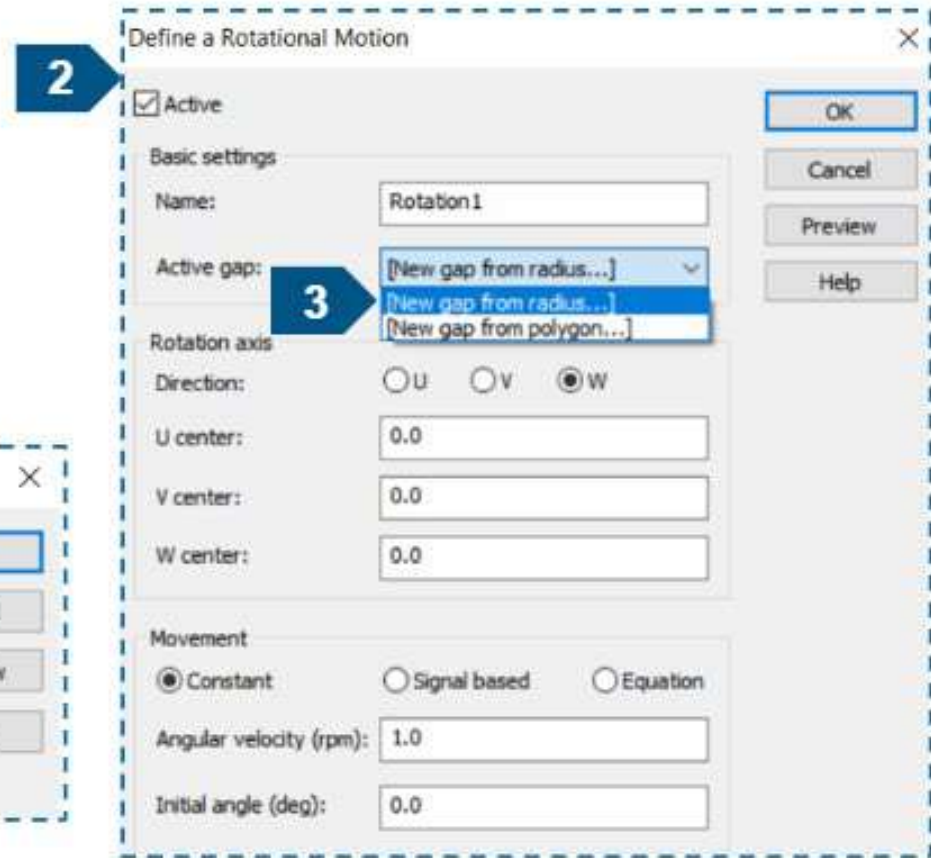 Define a Rotational Motion
2
Active
OK
Basic settings
Cancel
Name: Rotation1
Preview
Active gap: [New gap from radius...]
Help
3
[New gap from radius...]
[New gap from polygon...]
Rotation axis
Direction: U V W
U center: 0.0
V center: 0.0
W center: 0.0
Movement
Constant Signal based Equation
Angular velocity (rpm): 1.0
Initial angle (deg): 0.0